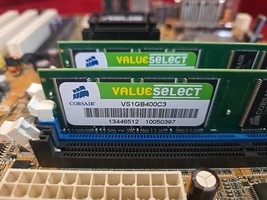 VALUESELECT
VALUESELECT
CORSAIR
VS1GB400C3
13446512 10050397